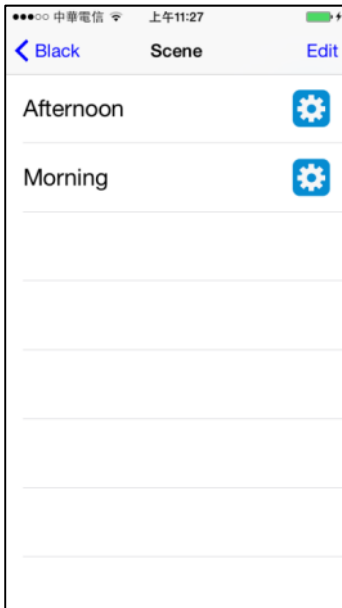 中華電信 上午11:27
Black Scene Edit
Afternoon
Morning